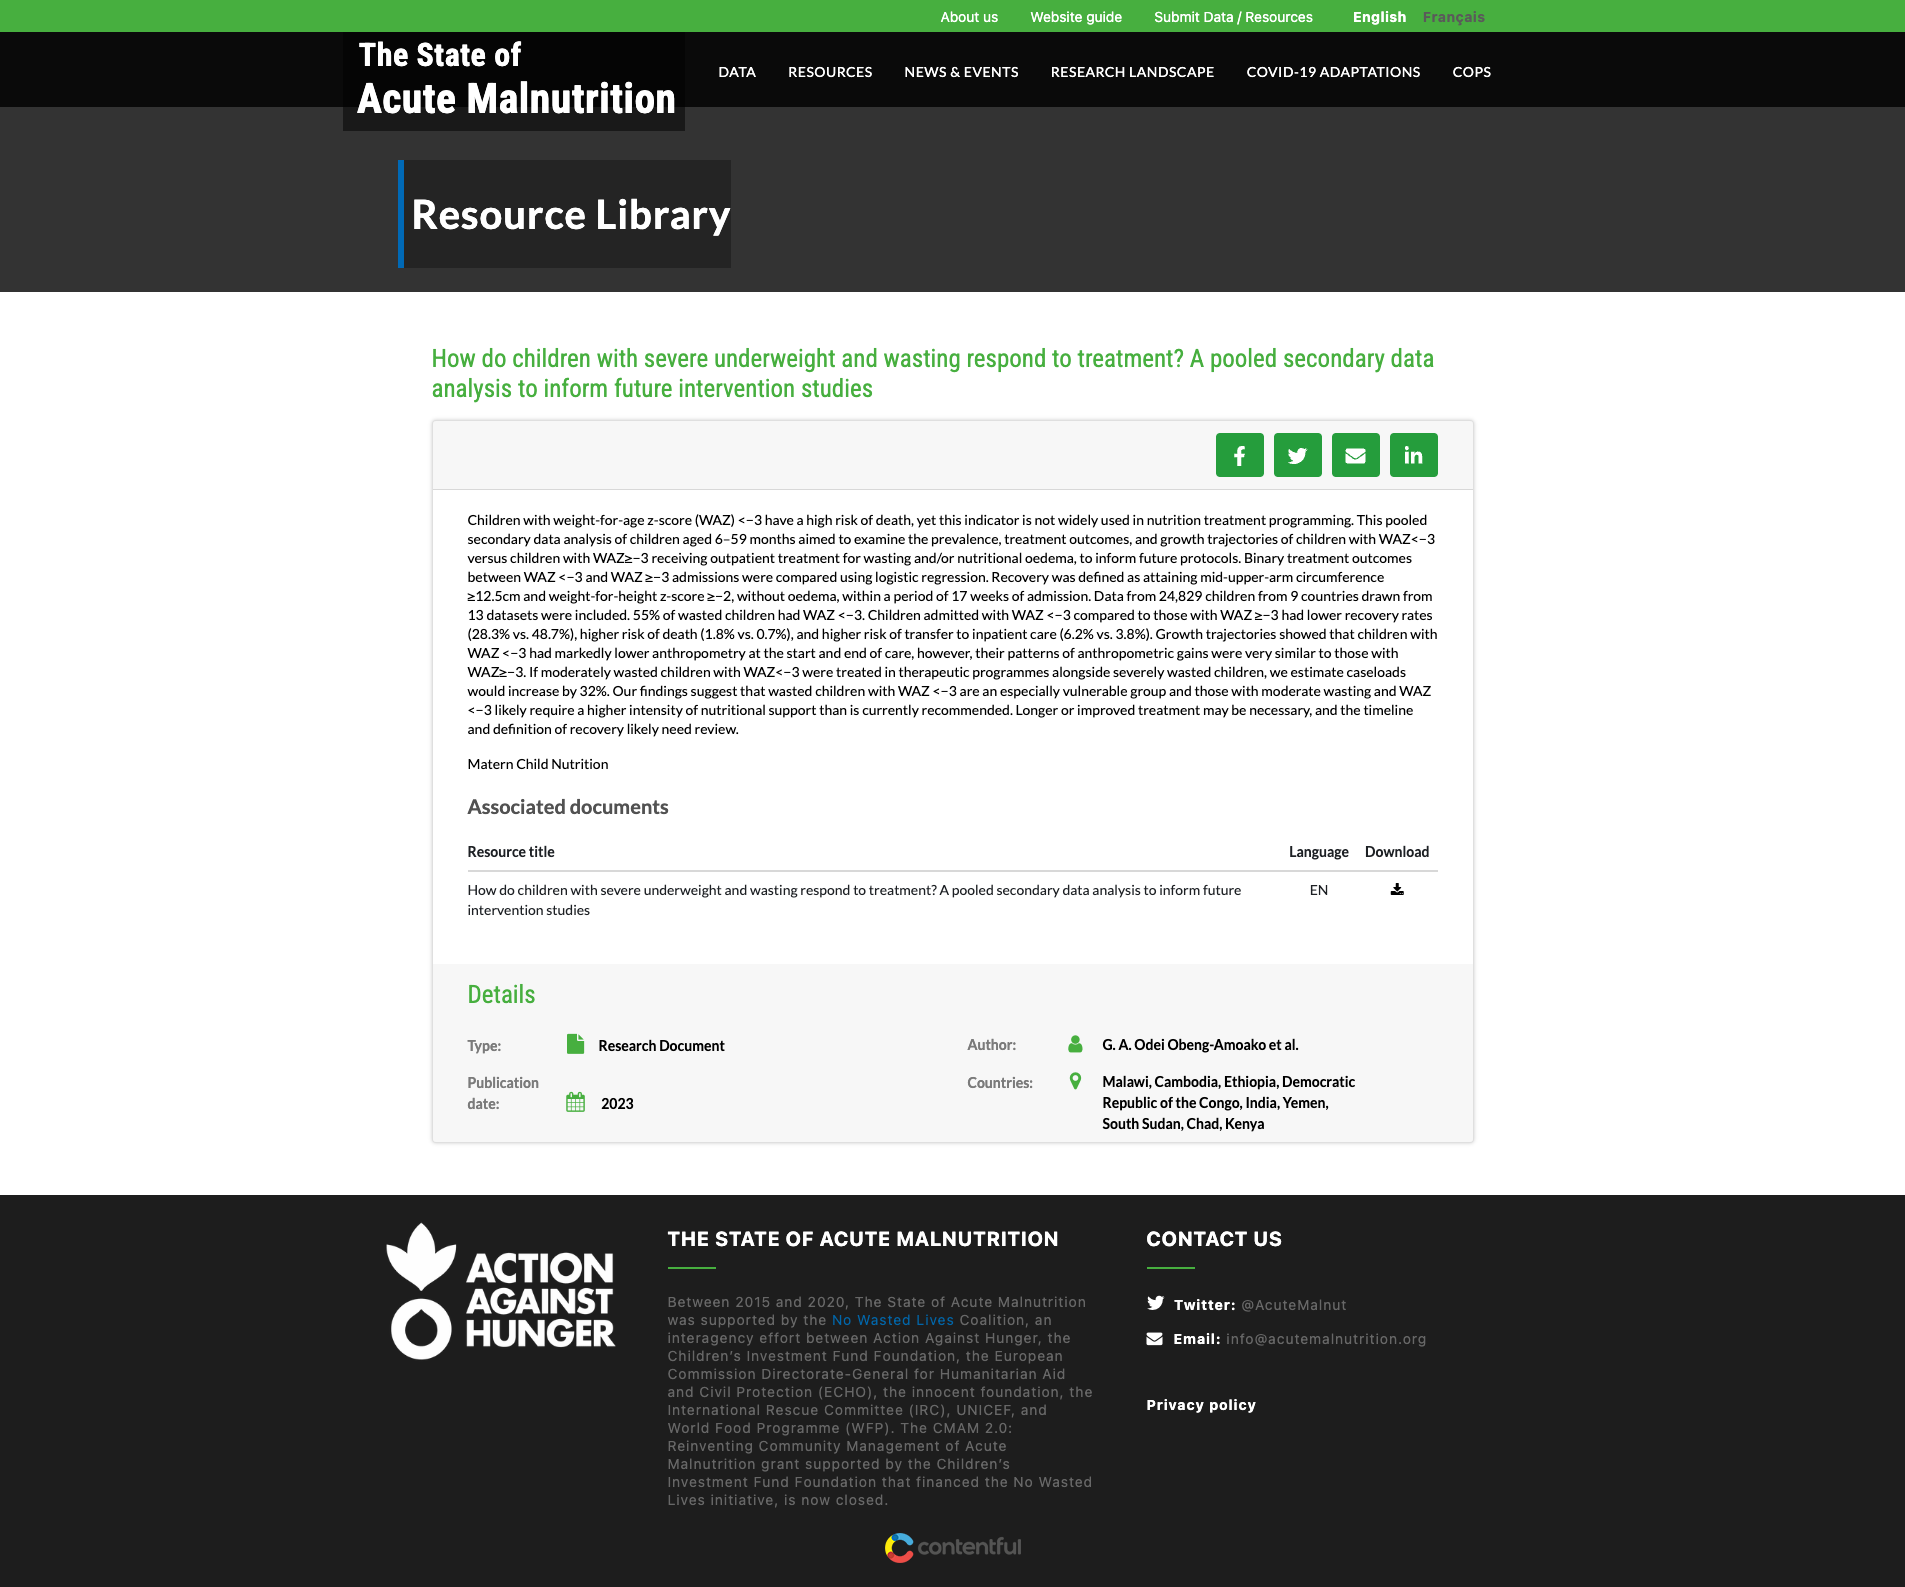 About us Website guide Submit Data / Resources English Français
The State of
Acute Malnutrition
DATA RESOURCES NEWS & EVENTS RESEARCH LANDSCAPE COVID-19 ADAPTATIONS COPS
Resource Library
How do children with severe underweight and wasting respond to treatment? A pooled secondary data
analysis to inform future intervention studies
Children with weight-for-age z-score (WAZ) <−3 have a high risk of death, yet this indicator is not widely used in nutrition treatment programming. This pooled
secondary data analysis of children aged 6–59 months aimed to examine the prevalence, treatment outcomes, and growth trajectories of children with WAZ<−3
versus children with WAZ≥−3 receiving outpatient treatment for wasting and/or nutritional oedema, to inform future protocols. Binary treatment outcomes
between WAZ <−3 and WAZ ≥−3 admissions were compared using logistic regression. Recovery was defined as attaining mid-upper-arm circumference
≥12.5cm and weight-for-height z-score ≥−2, without oedema, within a period of 17 weeks of admission. Data from 24,829 children from 9 countries drawn from
13 datasets were included. 55% of wasted children had WAZ <−3. Children admitted with WAZ <−3 compared to those with WAZ ≥−3 had lower recovery rates
(28.3% vs. 48.7%), higher risk of death (1.8% vs. 0.7%), and higher risk of transfer to inpatient care (6.2% vs. 3.8%). Growth trajectories showed that children with
WAZ <−3 had markedly lower anthropometry at the start and end of care, however, their patterns of anthropometric gains were very similar to those with
WAZ≥−3. If moderately wasted children with WAZ<−3 were treated in therapeutic programmes alongside severely wasted children, we estimate caseloads
would increase by 32%. Our findings suggest that wasted children with WAZ <−3 are an especially vulnerable group and those with moderate wasting and WAZ
<−3 likely require a higher intensity of nutritional support than is currently recommended. Longer or improved treatment may be necessary, and the timeline
and definition of recovery likely need review.
Matern Child Nutrition
Associated documents
Resource title Language Download
How do children with severe underweight and wasting respond to treatment? A pooled secondary data analysis to inform future EN
intervention studies
Details
Type: Research Document
Publication
date: 2023
Author: G. A. Odei Obeng-Amoako et al.
Countries: Malawi, Cambodia, Ethiopia, Democratic
Republic of the Congo, India, Yemen,
South Sudan, Chad, Kenya
ACTION
AGAINST
HUNGER
THE STATE OF ACUTE MALNUTRITION
Between 2015 and 2020, The State of Acute Malnutrition
was supported by the No Wasted Lives Coalition, an
interagency effort between Action Against Hunger, the
Children's Investment Fund Foundation, the European
Commission Directorate-General for Humanitarian Aid
and Civil Protection (ECHO), the innocent foundation, the
International Rescue Committee (IRC), UNICEF, and
World Food Programme (WFP). The CMAM 2.0:
Reinventing Community Management of Acute
Malnutrition grant supported by the Children's
Investment Fund Foundation that financed the No Wasted
Lives initiative, is now closed.
CONTACT US
Twitter: @AcuteMalnut
Email: info@acutemalnutrition.org
Privacy policy
contentful